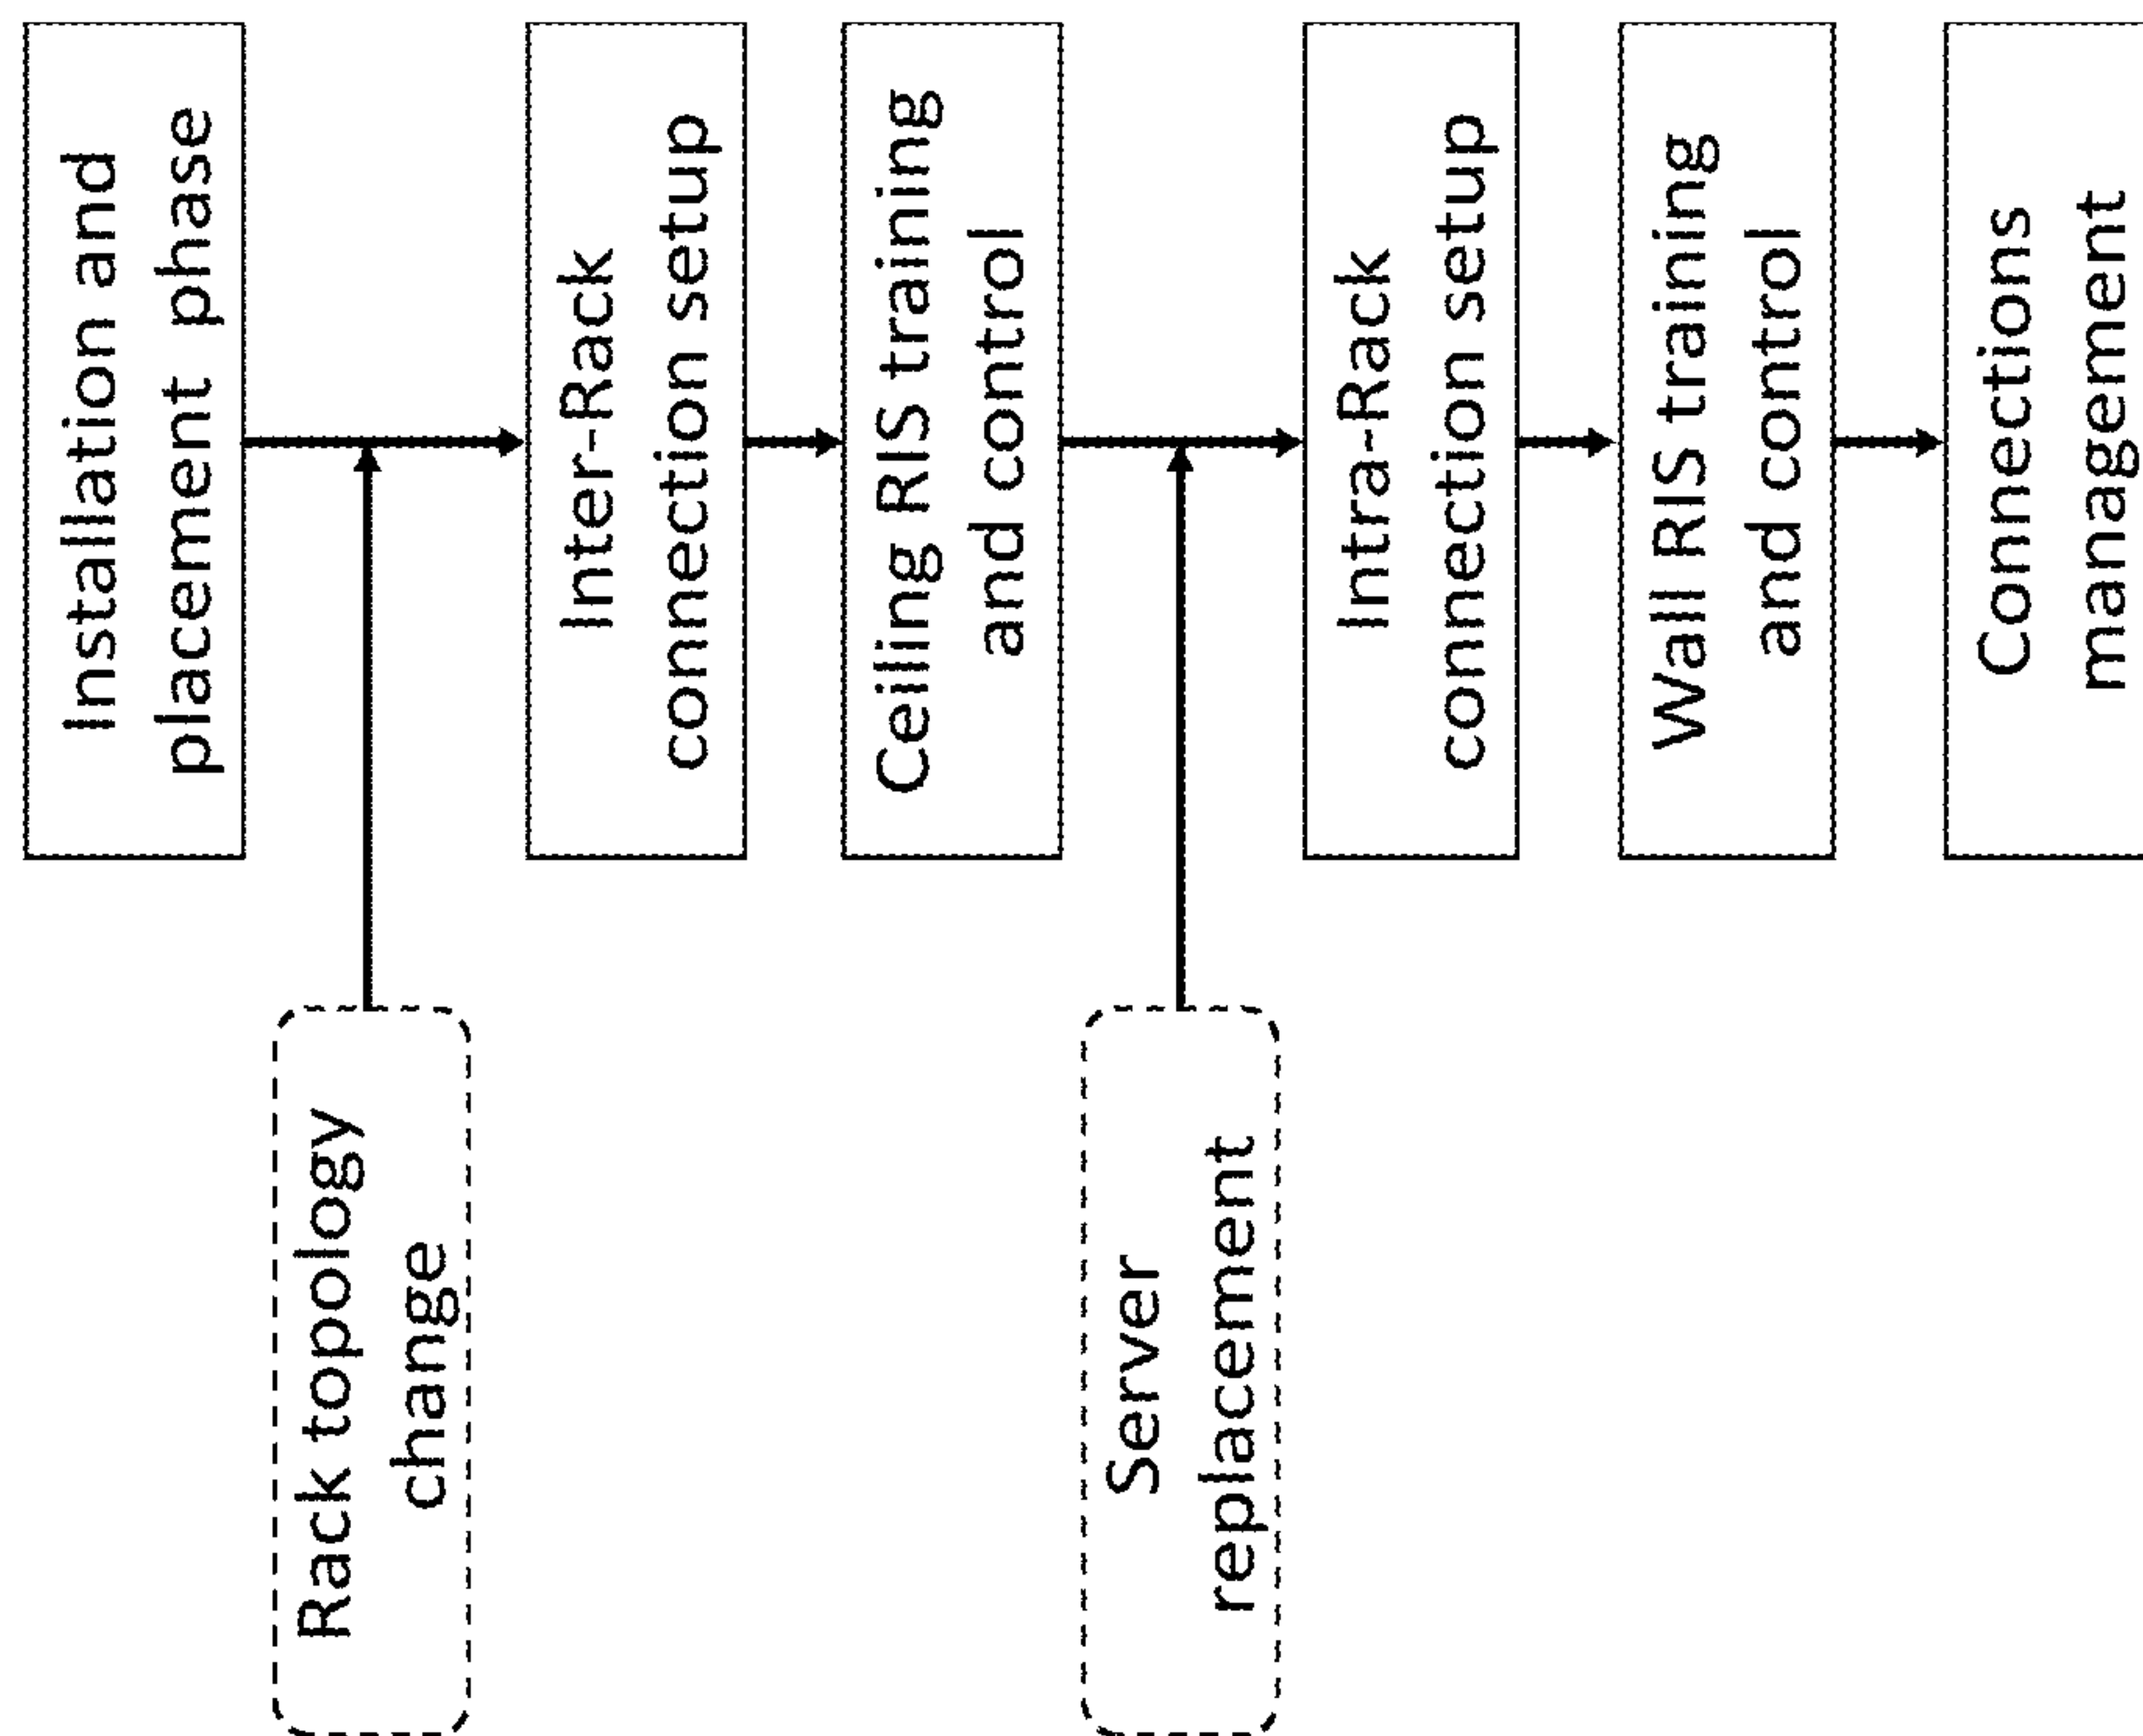 Installation and
placement phase
Rack topology
change
Inter-Rack
connection setup
Ceiling RIS training
and control
Server
replacement
Intra-Rack
connection setup
Wall RIS training
and control
Connections
management